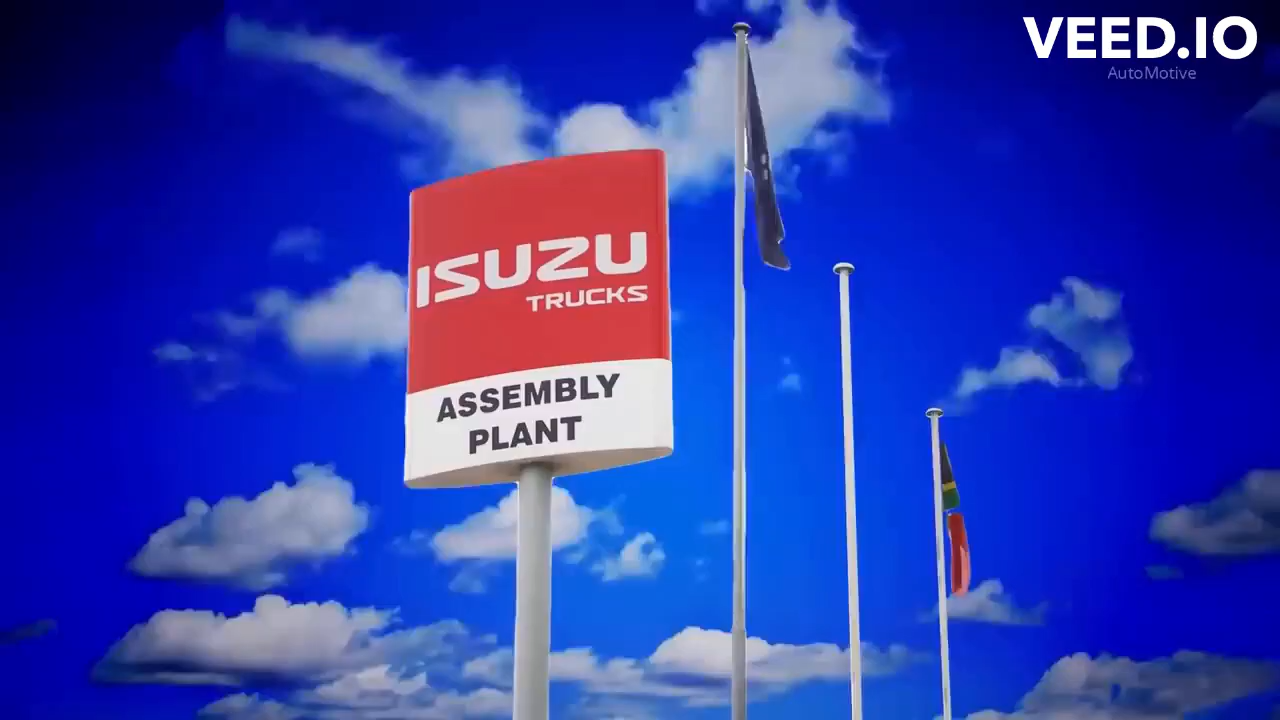 VEED.IO
AutoMotive
ISUZU
TRUCKS
ASSEMBLY
PLANT